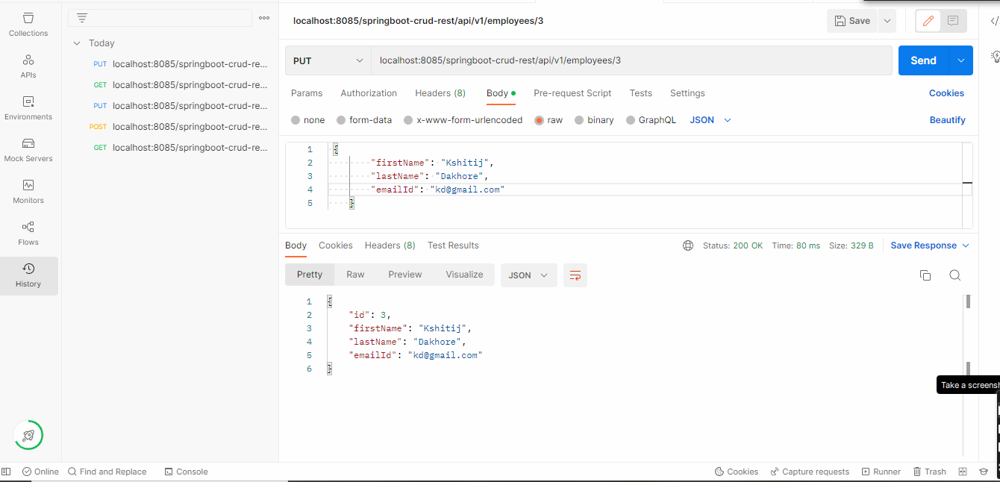 localhost:8085/springboot-crud-rest/api/v1/employees/3
Save
Collections
APIs
Environments
Mock Servers
Monitors
Flows
History
Today
PUT localhost:8085/springboot-crud-re...
GET localhost:8085/springboot-crud-re...
PUT localhost:8085/springboot-crud-re...
POST localhost:8085/springboot-crud-re...
GET localhost:8085/springboot-crud-re...
PUT localhost:8085/springboot-crud-rest/api/v1/employees/3 Send
Params Authorization Headers (8) Body Pre-request Script Tests Settings Cookies
none form-data x-www-form-urlencoded raw binary GraphQL JSON Beautify
1 {
2 "firstName": "Kshitij",
3 "lastName": "Dakhore",
4 "emailId": "kd@gmail.com"
5 }
Body Cookies Headers (8) Test Results Status: 200 OK Time: 80 ms Size: 329 B Save Response
Pretty Raw Preview Visualize JSON
1 {
2 "id": 3,
3 "firstName": "Kshitij",
4 "lastName": "Dakhore",
5 "emailId": "kd@gmail.com"
6 }
Take a screensh
Online Find and Replace Console Cookies Capture requests Runner Trash